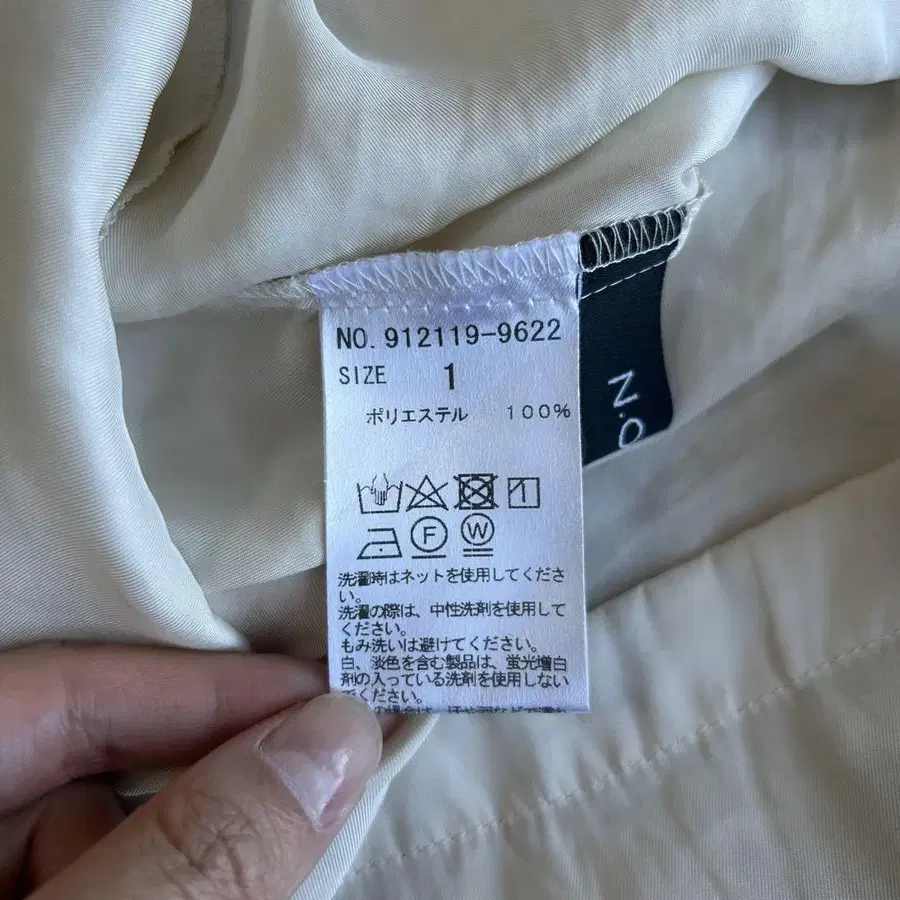 NO. 912119-9622
SIZE 1
ポリエステル 100%
F W
洗濯時はネットを使用してくださ
い。
洗濯の際は、中性洗剤を使用して
ください。
もみ洗いは避けてください。
白、淡色を含む製品は、蛍光増白
剤の入っている洗剤を使用しない
でください。
N.O